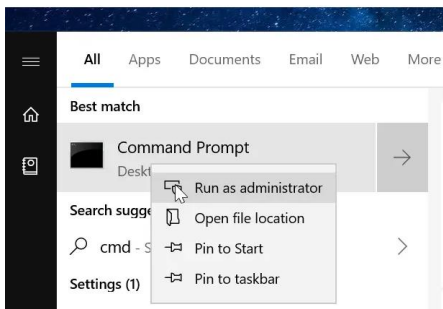 All Apps Documents Email Web More
Best match
Command Prompt
Run as administrator
Search
Open file location
cmd
Pin to Start
Settings (1)
Pin to taskbar